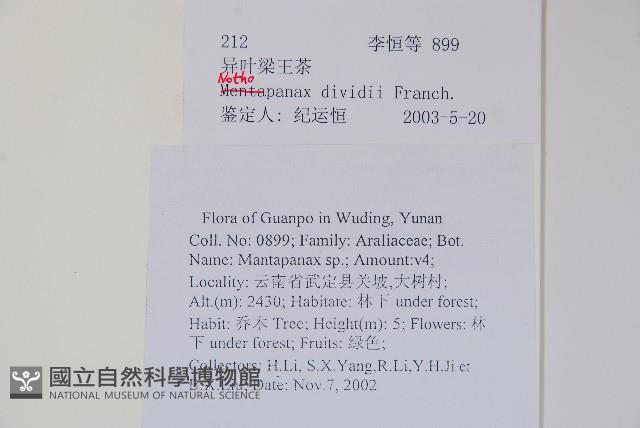 212 李恒等 899
异叶梁王茶
Notho
Mentapanax dividii Franch.
鉴定人: 纪运恒 2003-5-20
Flora of Guanpo in Wuding, Yunan
Coll. No: 0899; Family: Araliaceae; Bot.
Name: Mantapanax sp.; Amount:v4;
Locality: 云南省武定县关坡,大树村;
Alt.(m): 2430; Habitate: 林下 under forest;
Habit: 乔木 Tree; Height(m): 5; Flowers: 林
下 under forest; Fruits: 绿色;
Collectors: H.Li, S.X.Yang,R.Li,Y.H.Ji et
Date: Nov.7, 2002
國立自然科學博物館
NATIONAL MUSEUM OF NATURAL SCIENCE